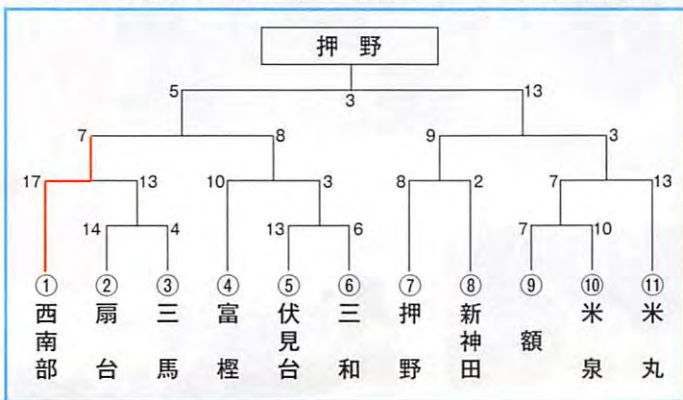 押野
5 3 13
7 8 9 3
17 13 10 3 8 2 7 13
14 4 13 6 7 10
① ② ③ ④ ⑤ ⑥ ⑦ ⑧ ⑨ ⑩ ⑪
西南部 扇台 三馬 富樫 伏見台 三和 押野 新神田 額 米泉 米丸